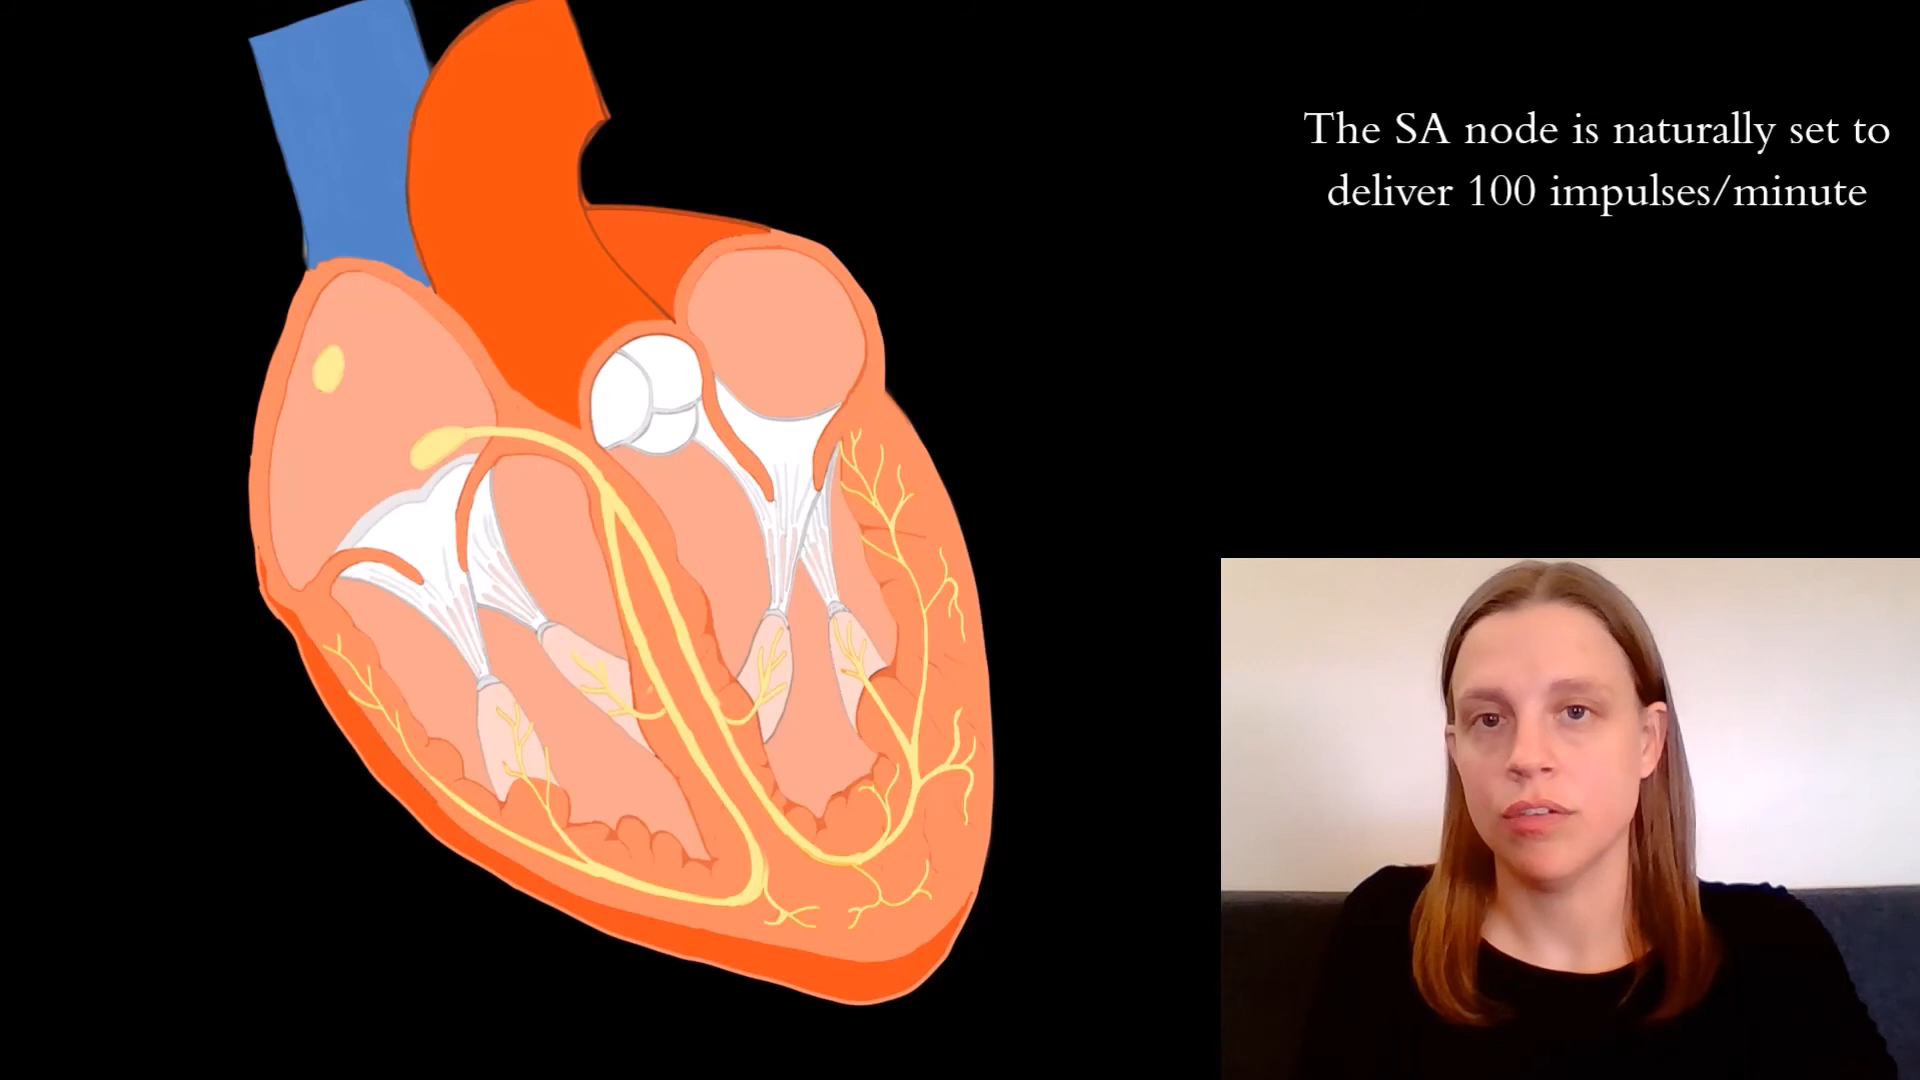 The SA node is naturally set to
deliver 100 impulses/minute